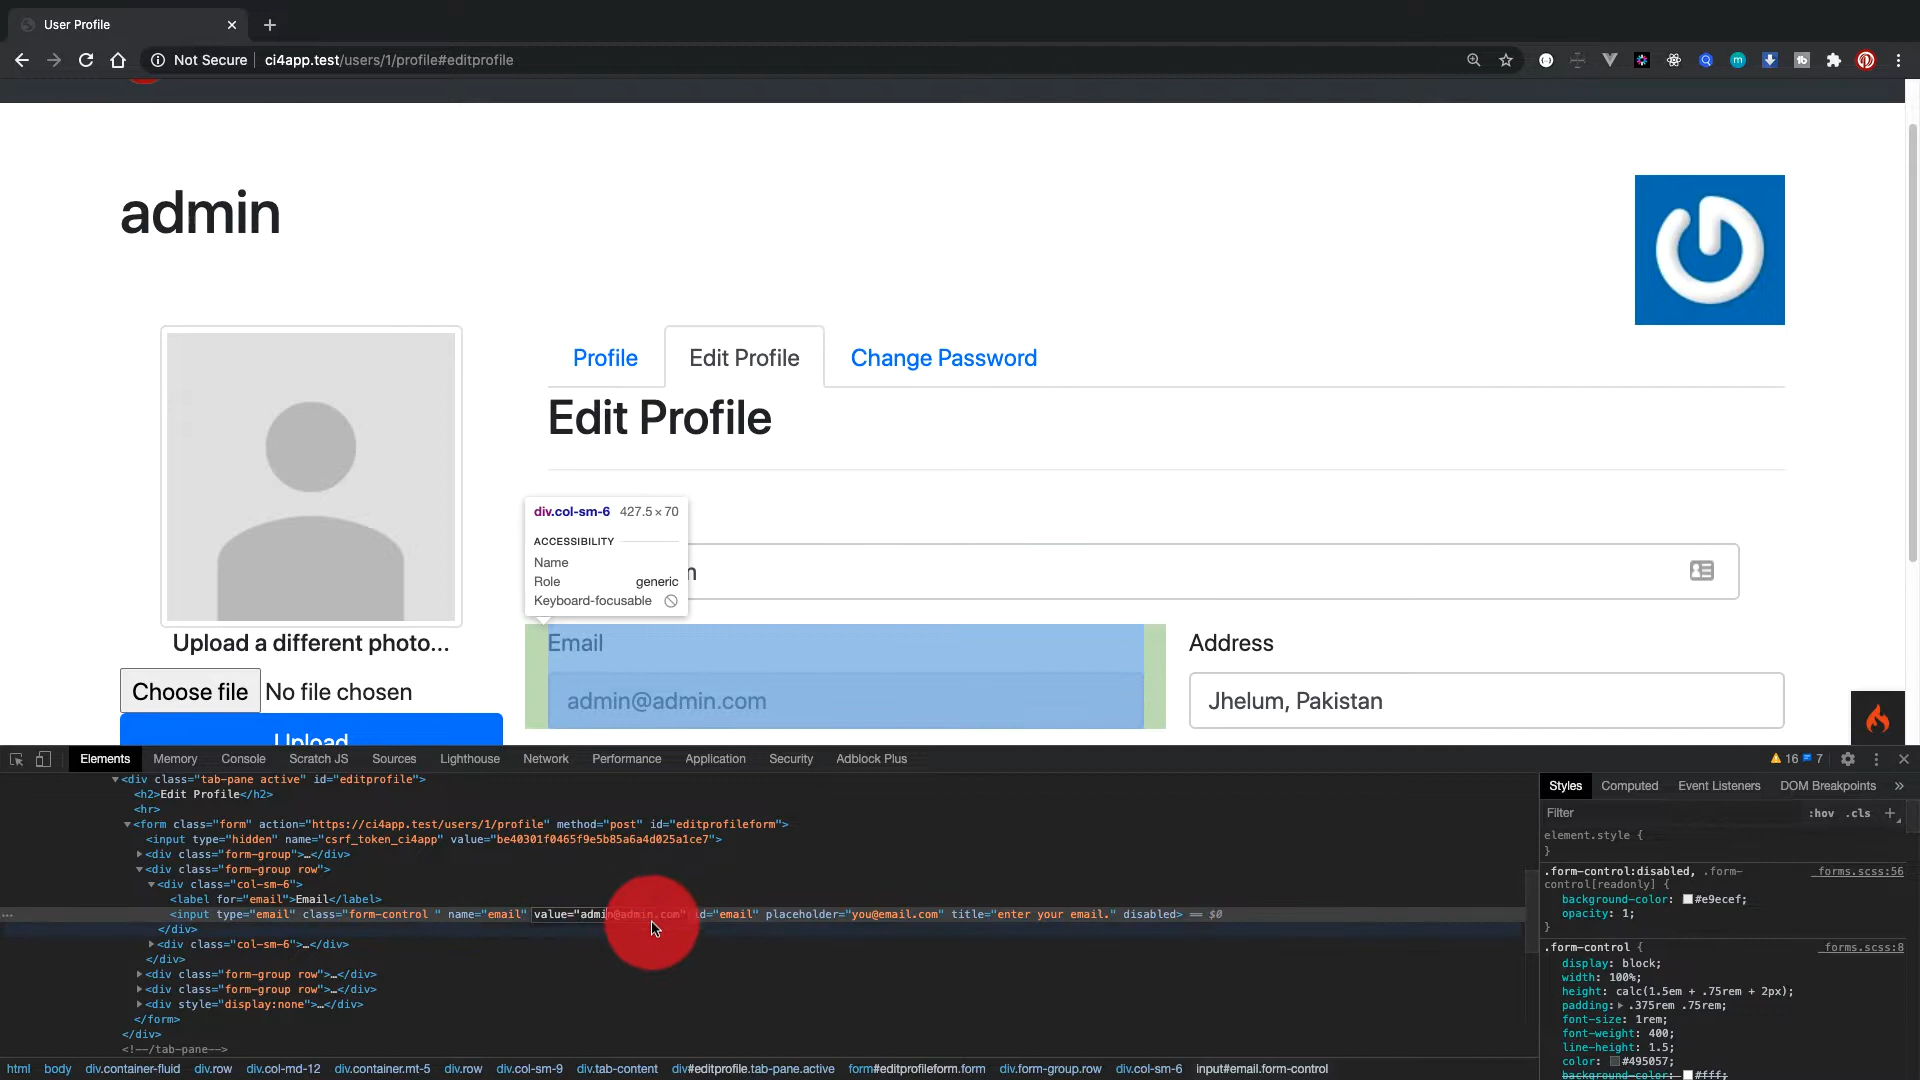 User Profile
Not Secure ci4app.test/users/1/profile#editprofile
admin
Profile
Edit Profile
Change Password
Edit Profile
div.col-sm-6 427.5 × 70
ACCESSIBILITY
Name
Role generic
Keyboard-focusable
n
Email
admin@admin.com
Address
Jhelum, Pakistan
Upload a different photo...
Choose file No file chosen
Upload
Elements Memory Console Scratch JS Sources Lighthouse Network Performance Application Security Adblock Plus 16 7
<div class="tab-pane active" id="editprofile">
<h2>Edit Profile</h2>
<hr>
<form class="form" action="https://ci4app.test/users/1/profile" method="post" id="editprofileform">
<input type="hidden" name="csrf_token_ci4app" value="be40301f0465f9e5b85a6a4d025a1ce7">
<div class="form-group">…</div>
<div class="form-group row">
<div class="col-sm-6">
<label for="email">Email</label>
<input type="email" class="form-control " name="email" value="admin@admin.com" id="email" placeholder="you@email.com" title="enter your email." disabled> == $0
</div>
<div class="col-sm-6">…</div>
</div>
<div class="form-group row">…</div>
<div class="form-group row">…</div>
<div style="display:none">…</div>
</form>
</div>
<!--/tab-pane-->
html body div.container-fluid div.row div.col-md-12 div.container.mt-5 div.row div.col-sm-9 div.tab-content div#editprofile.tab-pane.active form#editprofileform.form div.form-group.row div.col-sm-6 input#email.form-control
Styles Computed Event Listeners DOM Breakpoints »
Filter :hov .cls +
element.style {
}
.form-control:disabled, .form- forms.scss:56
control[readonly] {
background-color: #e9ecef;
opacity: 1;
}
.form-control { forms.scss:8
display: block;
width: 100%;
height: calc(1.5em + .75rem + 2px);
padding: .375rem .75rem;
font-size: 1rem;
font-weight: 400;
line-height: 1.5;
color: #495057;
background-color: #fff;